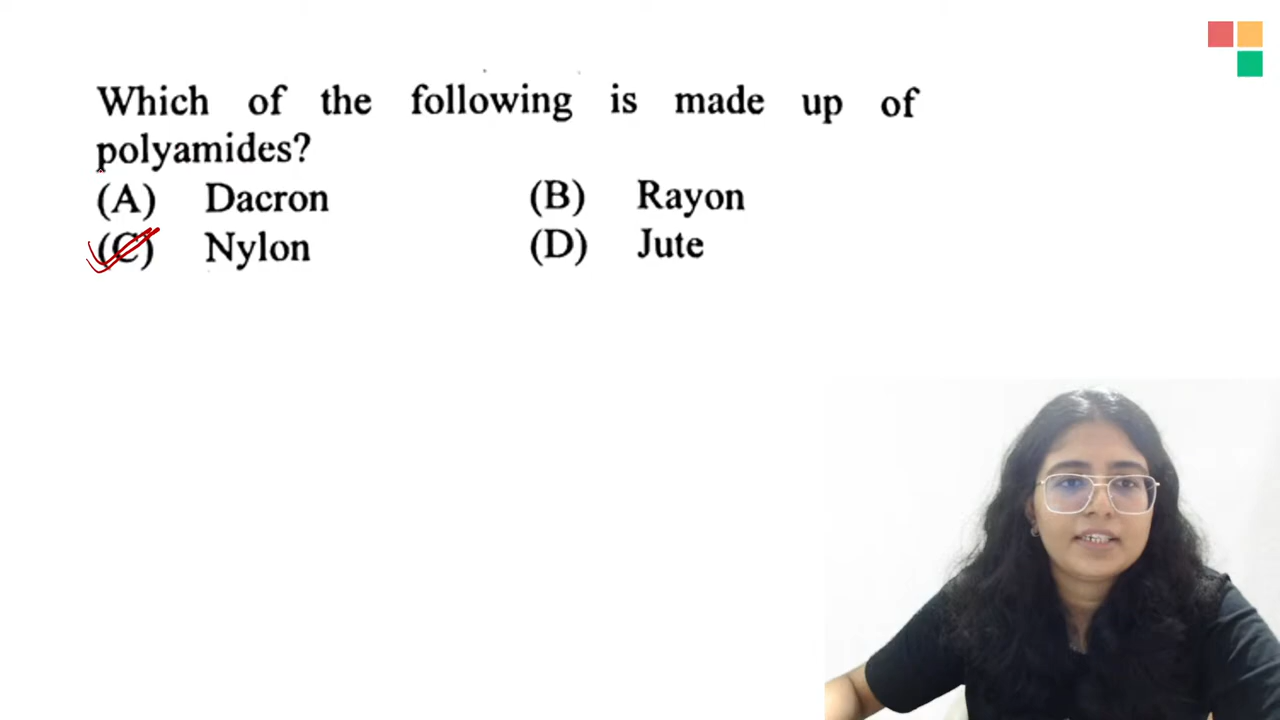 Which of the following is made up of
polyamides?
(A) Dacron (B) Rayon
(C) Nylon (D) Jute